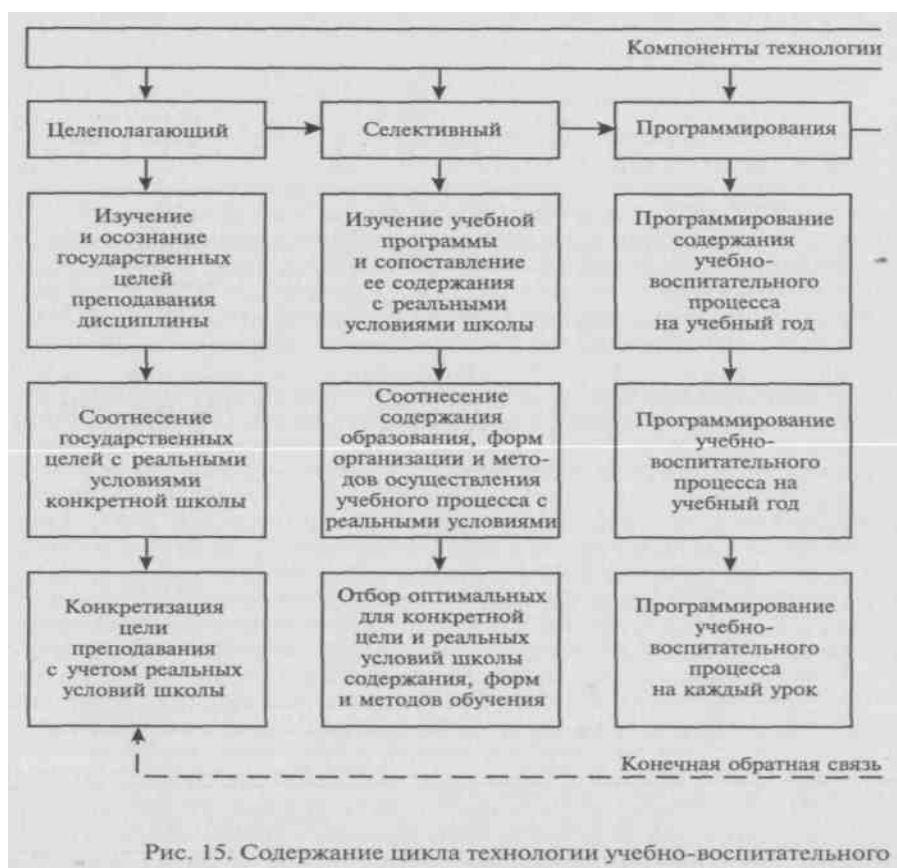 Компоненты технологии
Целеполагающий
Селективный
Программирования
Изучение
и осознание
государственных
целей
преподавания
дисциплины
Изучение учебной
программы
и сопоставление
ее содержания
с реальными
условиями школы
Программирование
содержания
учебно-
воспитательного
процесса
на учебный год
Соотнесение
государственных
целей с реальными
условиями
конкретной школы
Соотнесение
содержания
образования, форм
организации и мето-
дов осуществления
учебного процесса с
реальными условиями
Программирование
учебно-
воспитательного
процесса на
учебный год
Конкретизация
цели
преподавания
с учетом реальных
условий школы
Отбор оптимальных
для конкретной
цели и реальных
условий школы
содержания, форм
и методов обучения
Программирование
учебно-
воспитательного
процесса
на каждый урок
Конечная обратная связь
Рис. 15. Содержание цикла технологии учебно-воспитательного